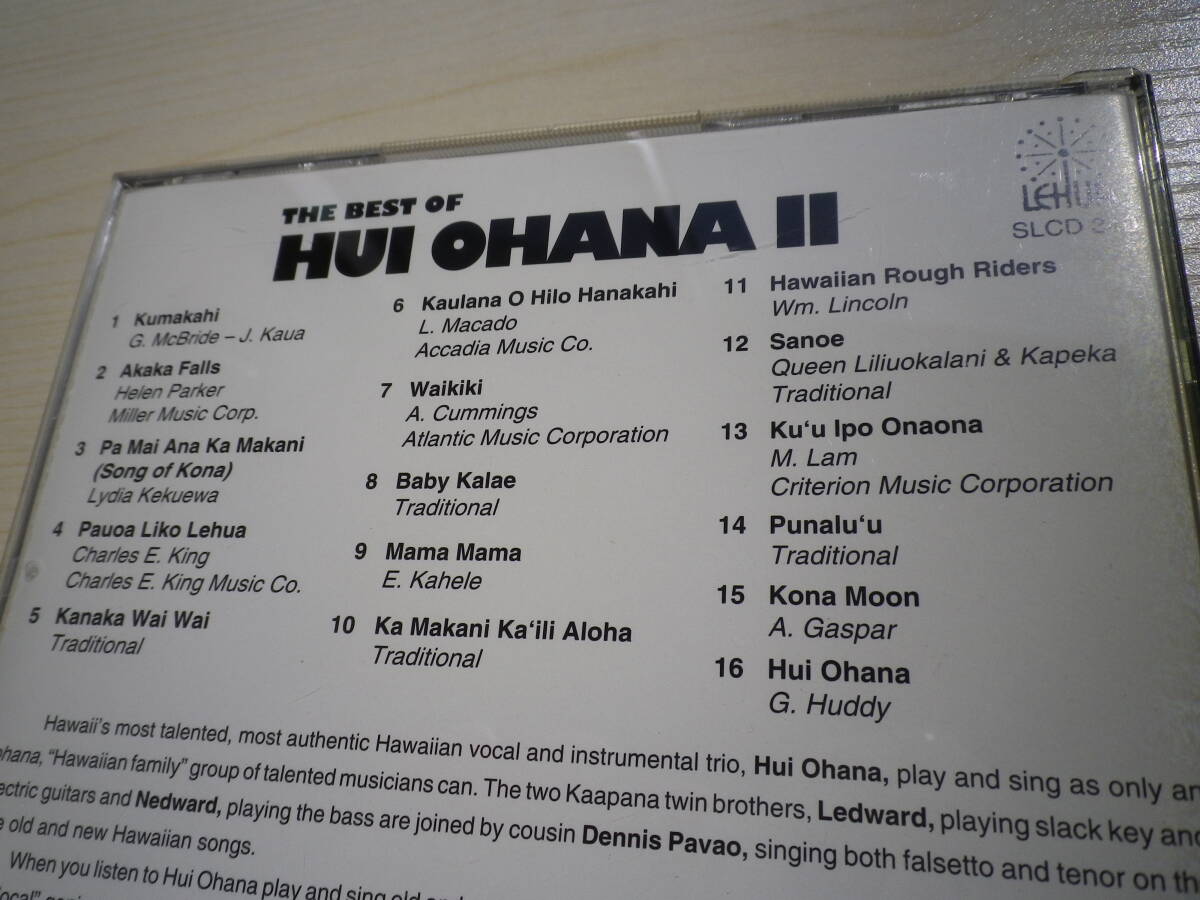 THE BEST OF
HUI OHANA II
LEHUA
SLCD
1 Kumakahi
G. McBride – J. Kaua
2 Akaka Falls
Helen Parker
Miller Music Corp.
3 Pa Mai Ana Ka Makani
(Song of Kona)
Lydia Kekuewa
4 Pauoa Liko Lehua
Charles E. King
Charles E. King Music Co.
5 Kanaka Wai Wai
Traditional
6 Kaulana O Hilo Hanakahi
L. Macado
Accadia Music Co.
7 Waikiki
A. Cummings
Atlantic Music Corporation
8 Baby Kalae
Traditional
9 Mama Mama
E. Kahele
10 Ka Makani Ka‘ili Aloha
Traditional
11 Hawaiian Rough Riders
Wm. Lincoln
12 Sanoe
Queen Liliuokalani & Kapeka
Traditional
13 Ku‘u Ipo Onaona
M. Lam
Criterion Music Corporation
14 Punalu‘u
Traditional
15 Kona Moon
A. Gaspar
16 Hui Ohana
G. Huddy
Hawaii's most talented, most authentic Hawaiian vocal and instrumental trio, Hui Ohana, play and sing as only an
ohana, "Hawaiian family" group of talented musicians can. The two Kaapana twin brothers, Ledward, playing slack key and
electric guitars and Nedward, playing the bass are joined by cousin Dennis Pavao, singing both falsetto and tenor on
old and new Hawaiian songs.
When you listen to Hui Ohana play and sing old